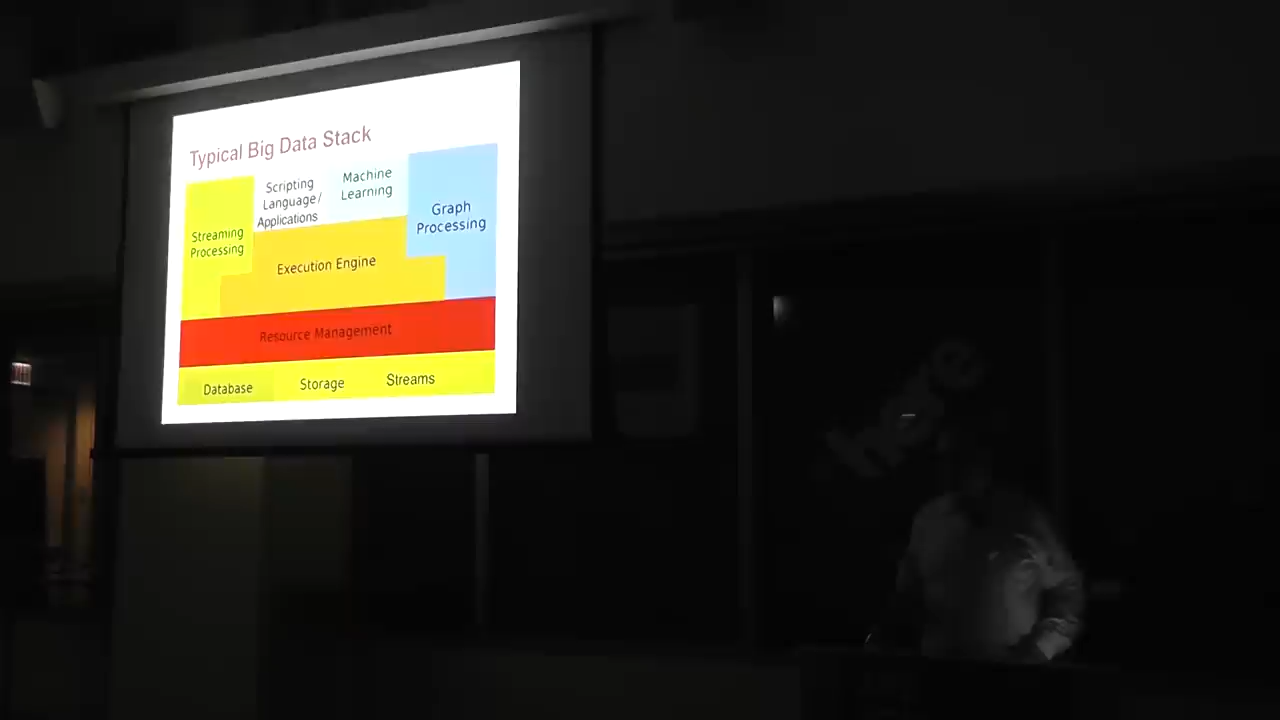 Typical Big Data Stack
Streaming
Processing
Scripting
Language/
Applications
Machine
Learning
Graph
Processing
Execution Engine
Resource Management
Database
Storage
Streams
here